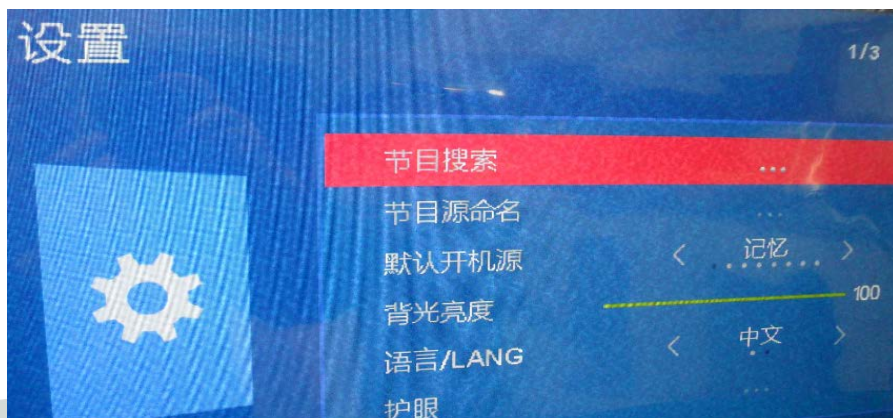 设置
1/3
节目搜索 ...
节目源命名 ...
默认开机源 < 记忆 >
背光亮度 100
语言/LANG < 中文 >
护眼 ...